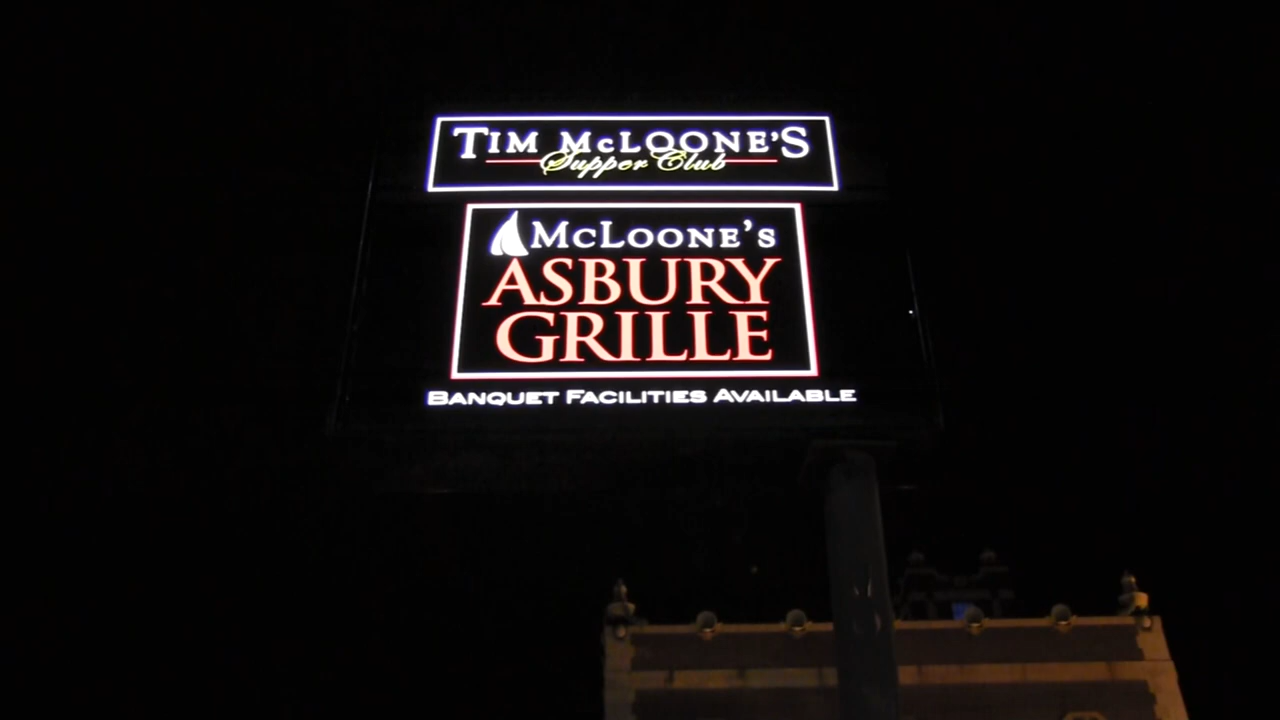 TIM McLOONE'S
Supper Club
McLOONE'S
ASBURY
GRILLE
BANQUET FACILITIES AVAILABLE